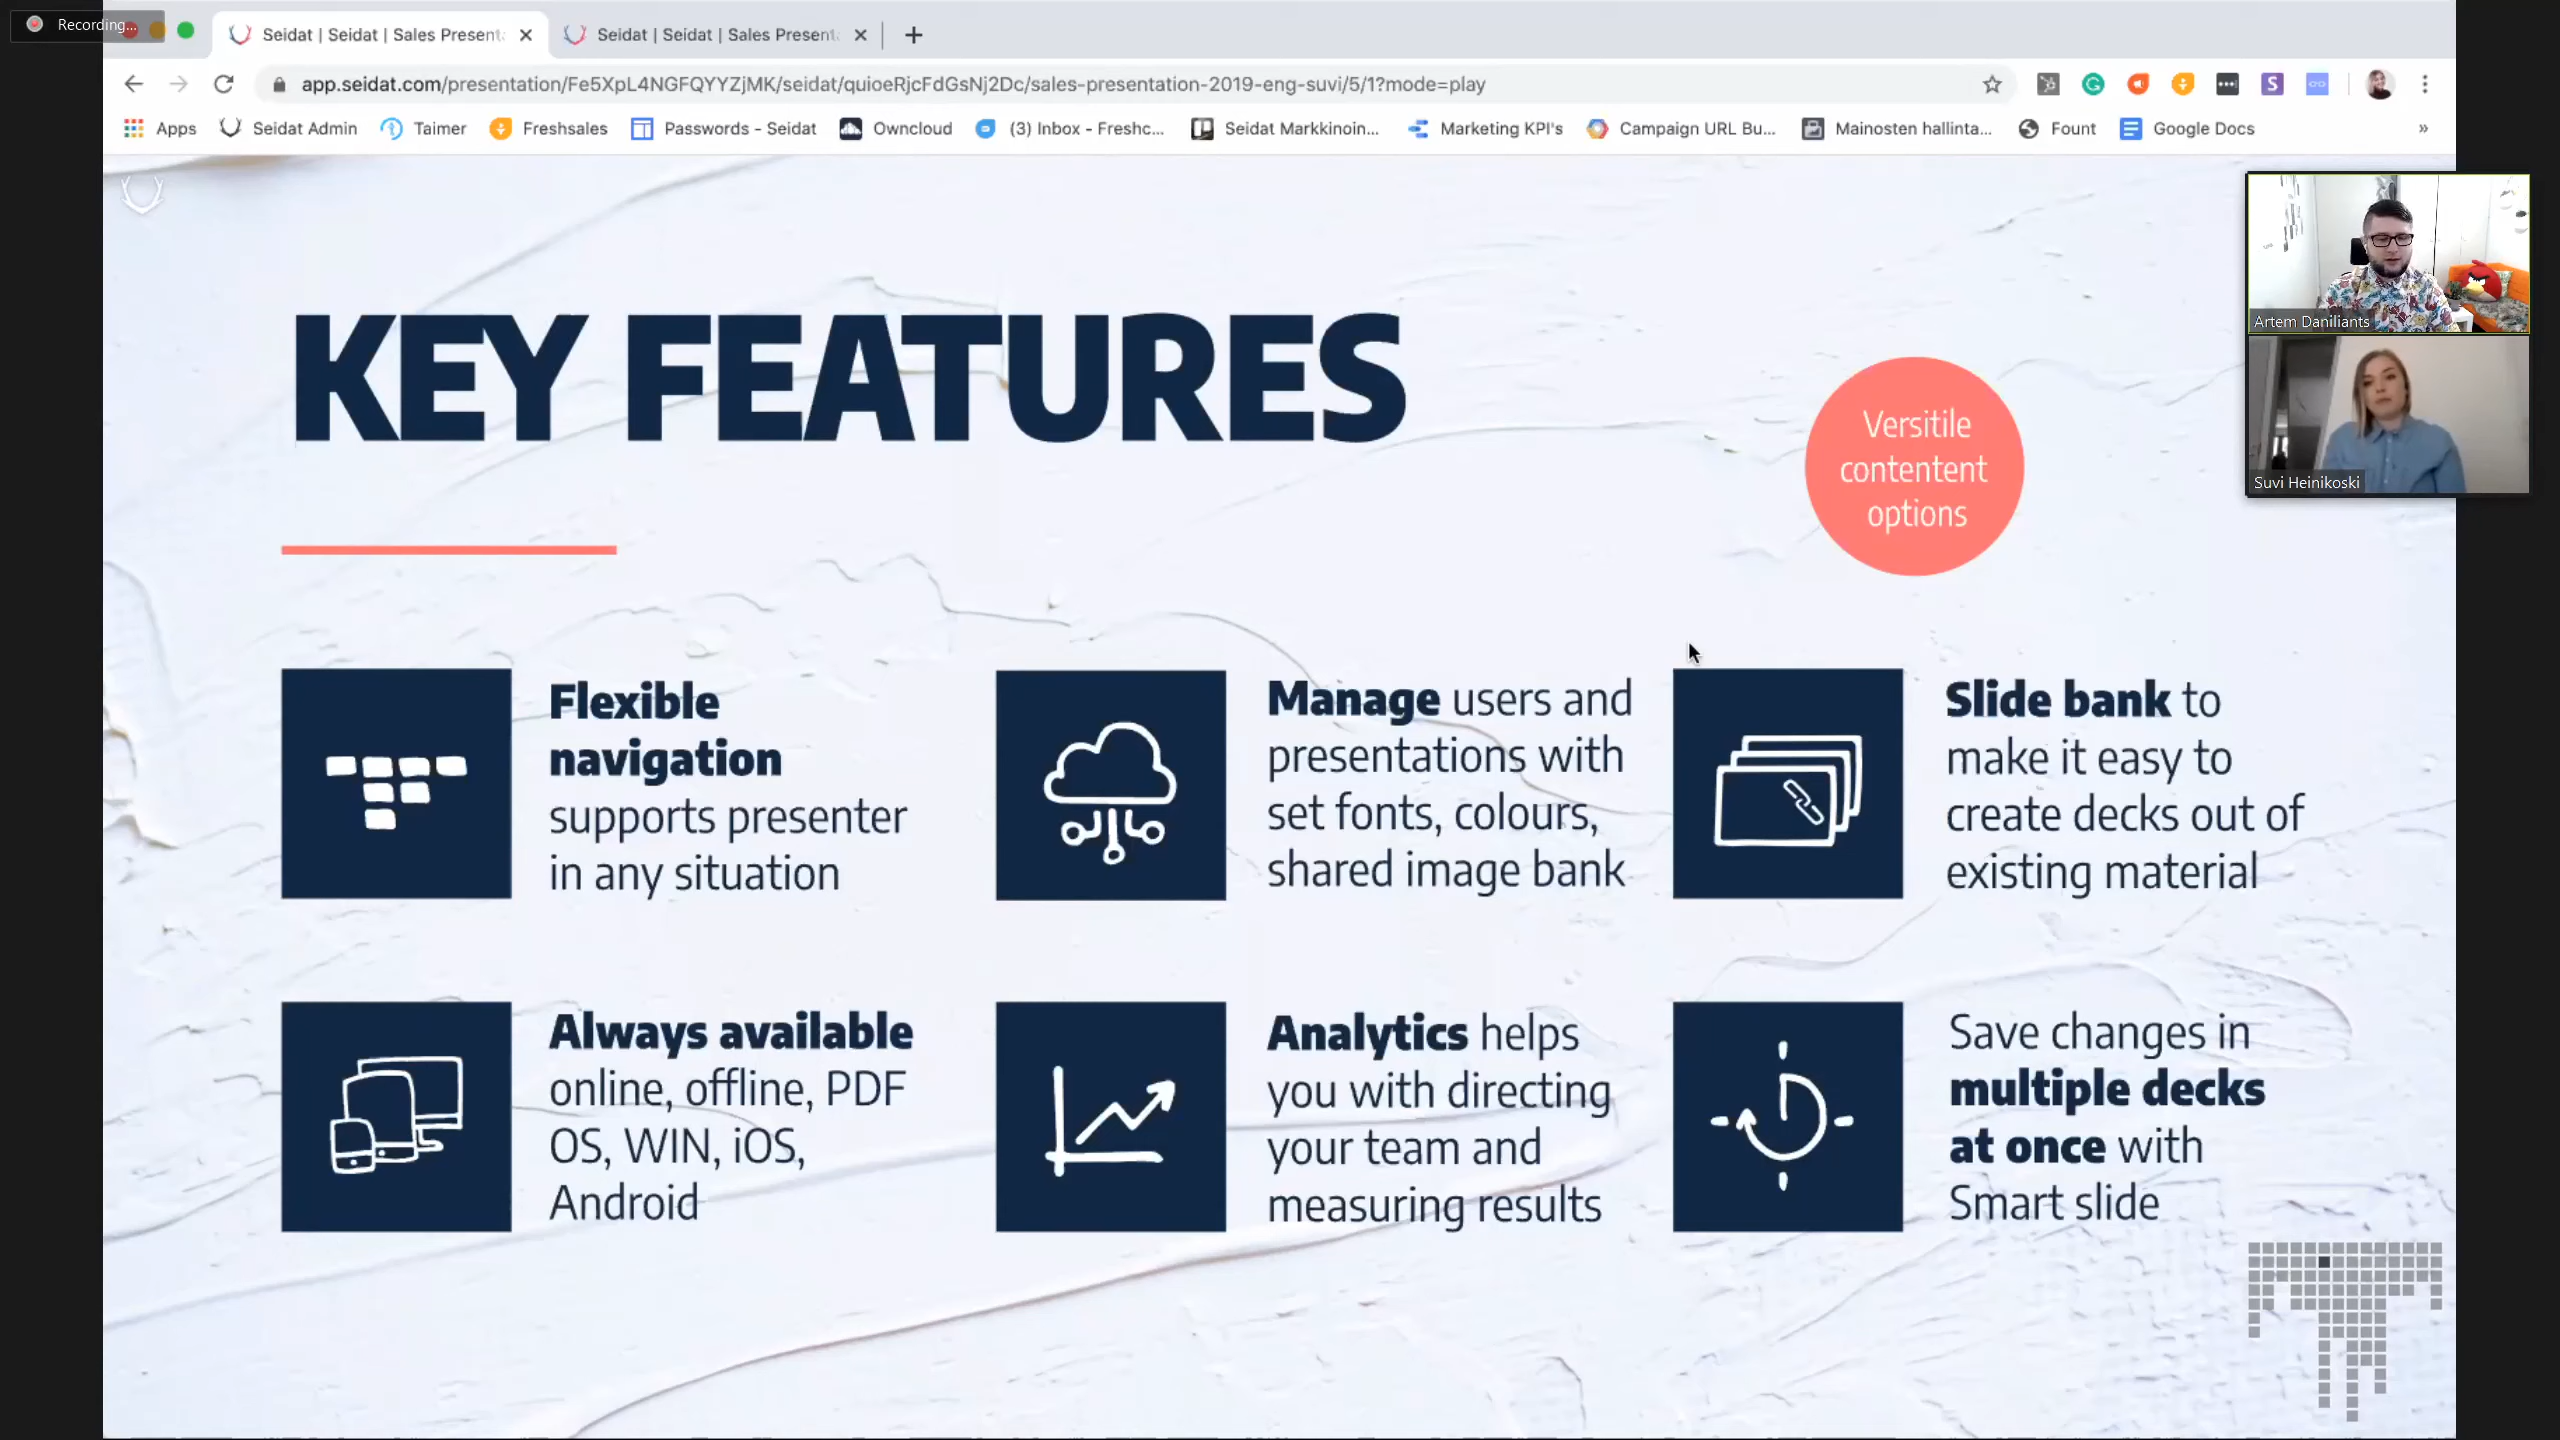 Recording...
Seidat | Seidat | Sales Present
Seidat | Seidat | Sales Present
app.seidat.com/presentation/Fe5XpL4NGFQYYZjMK/seidat/quioeRjcFdGsNj2Dc/sales-presentation-2019-eng-suvi/5/1?mode=play
Apps
Seidat Admin
Taimer
Freshsales
Passwords - Seidat
Owncloud
(3) Inbox - Freshc...
Seidat Markkinoin...
Marketing KPI's
Campaign URL Bu...
Mainosten hallinta...
Fount
Google Docs
»
Artem Daniliants
Suvi Heinikoski
KEY FEATURES
Versitile
contentent
options
Flexible
navigation
supports presenter
in any situation
Manage users and
presentations with
set fonts, colours,
shared image bank
Slide bank to
make it easy to
create decks out of
existing material
Always available
online, offline, PDF
OS, WIN, iOS,
Android
Analytics helps
you with directing
your team and
measuring results
Save changes in
multiple decks
at once with
Smart slide